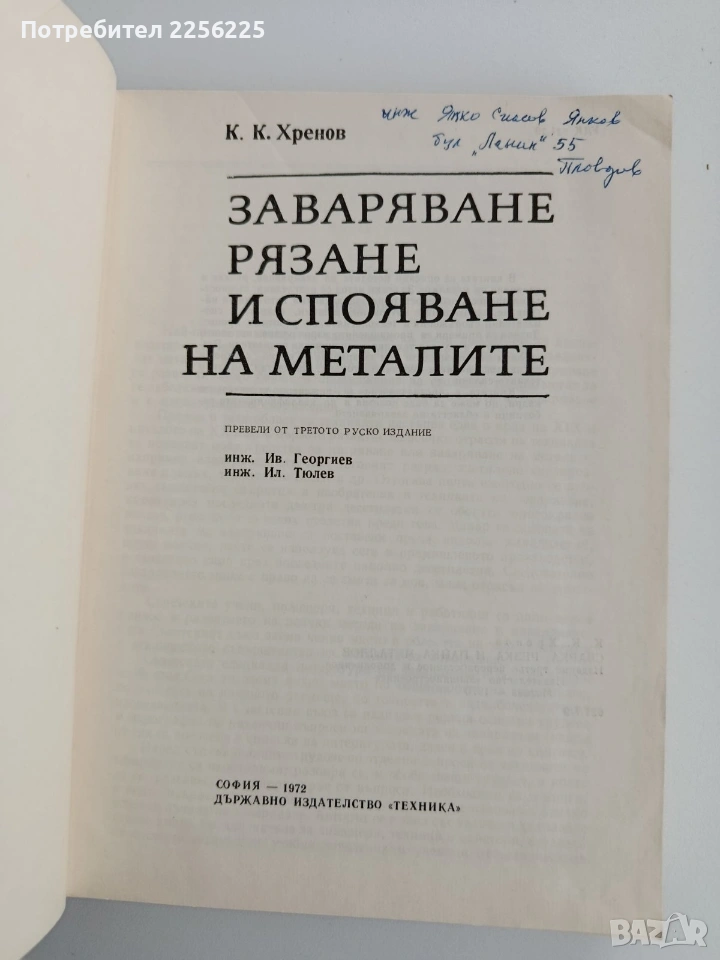 Потребител 2256225
инж Янко Спасов Янков
бул „Ленин" 55
Пловдив
К. К. Хренов
ЗАВАРЯВАНЕ
РЯЗАНЕ
И СПОЯВАНЕ
НА МЕТАЛИТЕ
ПРЕВЕЛИ ОТ ТРЕТОТО РУСКО ИЗДАНИЕ
инж. Ив. Георгиев
инж. Ил. Тюлев
СОФИЯ — 1972
ДЪРЖАВНО ИЗДАТЕЛСТВО «ТЕХНИКА»
BAZAR